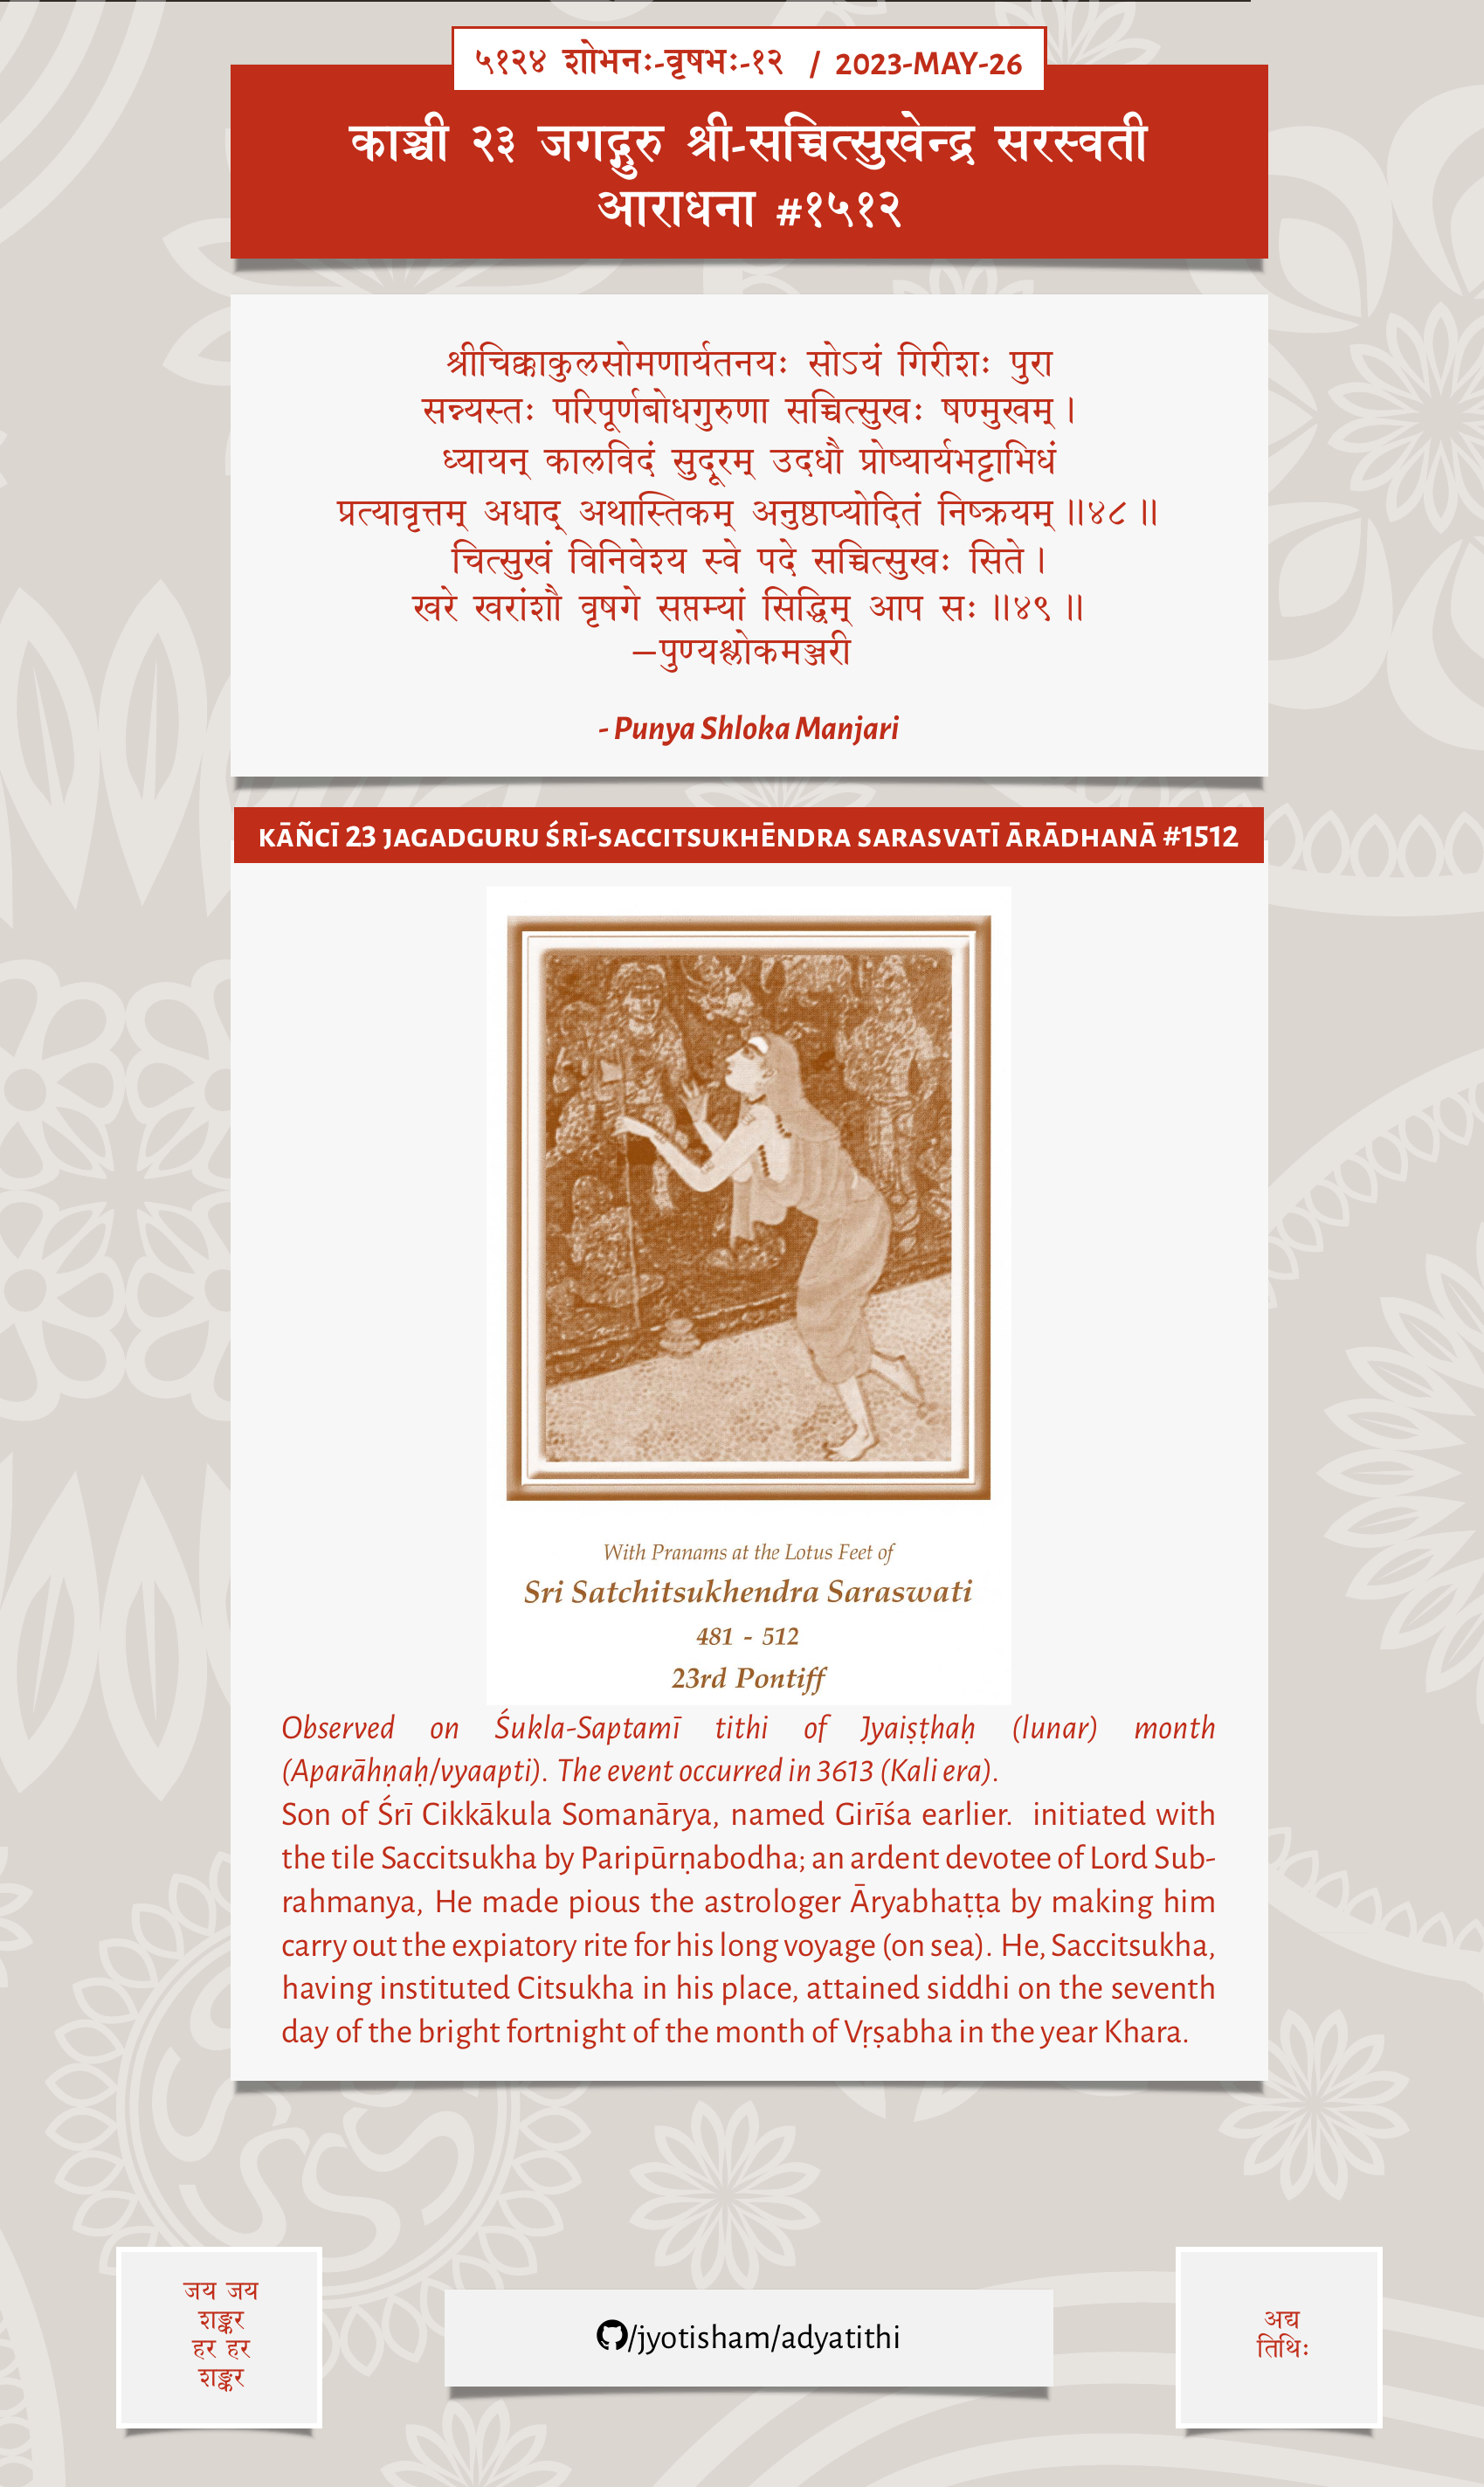 ५१२४ शोभनः-वृषभः-१२ / 2023-MAY-26
काञ्ची २३ जगद्गुरु श्री-सच्चित्सुखेन्द्र सरस्वती
आराधना #१५१२
श्रीचिक्काकुलसोमणार्यतनयः सोऽयं गिरीशः पुरा
सन्न्यस्तः परिपूर्णबोधगुरुणा सच्चित्सुखः षण्मुखम् ।
ध्यायन् कालविदं सुदूरम् उदधौ प्रोष्यार्यभट्टाभिधं
प्रत्यावृत्तम् अधाद् अथास्तिकम् अनुष्ठाप्योदितं निष्क्रयम् ॥४८॥
चित्सुखं विनिवेश्य स्वे पदे सच्चित्सुखः सिते ।
खरे खरांशौ वृषगे सप्तम्यां सिद्धिम् आप सः ॥४९॥
—पुण्यश्लोकमञ्जरी
- Punya Shloka Manjari
KĀÑCĪ 23 JAGADGURU ŚRĪ-SACCITSUKHĒNDRA SARASVATĪ ĀRĀDHANĀ #1512
With Pranams at the Lotus Feet of
Sri Satchitsukhendra Saraswati
481 - 512
23rd Pontiff
Observed on Śukla-Saptamī tithi of Jyaiṣṭhaḥ (lunar) month
(Aparāhṇaḥ/vyaapti). The event occurred in 3613 (Kali era).
Son of Śrī Cikkākula Somanārya, named Girīśa earlier. initiated with
the tile Saccitsukha by Paripūrṇabodha; an ardent devotee of Lord Sub-
rahmanya, He made pious the astrologer Āryabhaṭṭa by making him
carry out the expiatory rite for his long voyage (on sea). He, Saccitsukha,
having instituted Citsukha in his place, attained siddhi on the seventh
day of the bright fortnight of the month of Vṛṣabha in the year Khara.
जय जय
शङ्कर
हर हर
शङ्कर
/jyotisham/adyatithi
अद्य
तिथिः